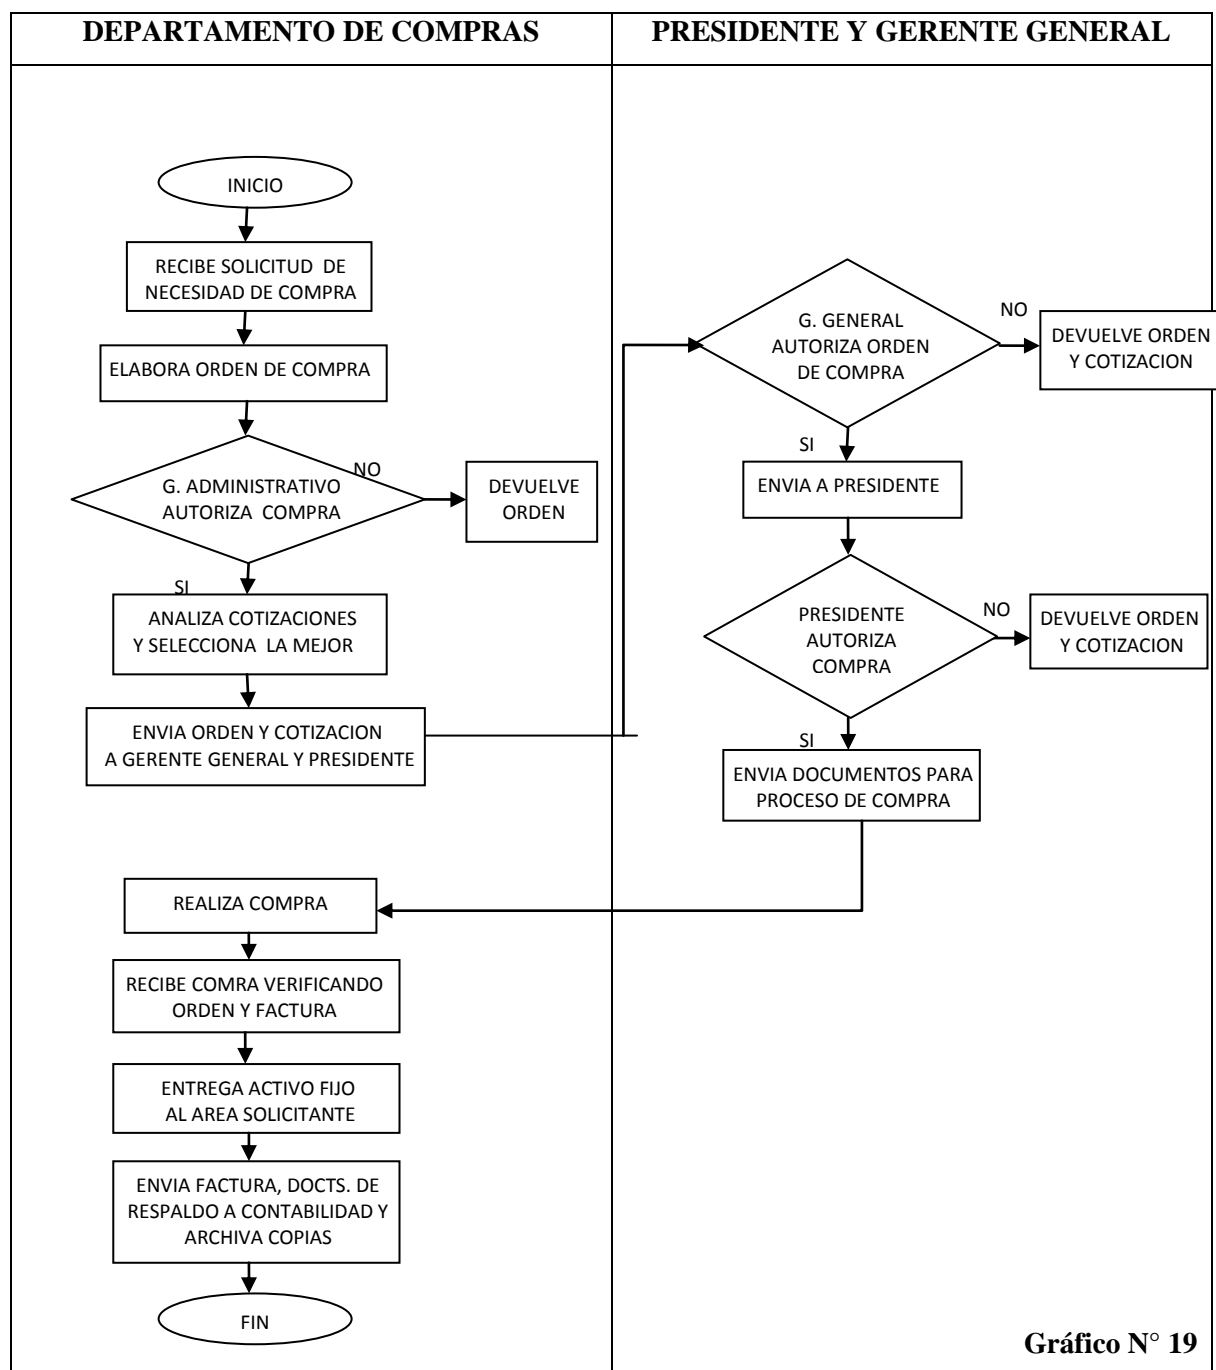 DEPARTAMENTO DE COMPRAS
PRESIDENTE Y GERENTE GENERAL
INICIO
RECIBE SOLICITUD DE
NECESIDAD DE COMPRA
ELABORA ORDEN DE COMPRA
G. ADMINISTRATIVO
AUTORIZA COMPRA
NO
DEVUELVE
ORDEN
SI
ANALIZA COTIZACIONES
Y SELECCIONA LA MEJOR
ENVIA ORDEN Y COTIZACION
A GERENTE GENERAL Y PRESIDENTE
G. GENERAL
AUTORIZA ORDEN
DE COMPRA
NO
DEVUELVE ORDEN
Y COTIZACION
SI
ENVIA A PRESIDENTE
PRESIDENTE
AUTORIZA
COMPRA
NO
DEVUELVE ORDEN
Y COTIZACION
SI
ENVIA DOCUMENTOS PARA
PROCESO DE COMPRA
REALIZA COMPRA
RECIBE COMRA VERIFICANDO
ORDEN Y FACTURA
ENTREGA ACTIVO FIJO
AL AREA SOLICITANTE
ENVIA FACTURA, DOCTS. DE
RESPALDO A CONTABILIDAD Y
ARCHIVA COPIAS
FIN
Gráfico N° 19